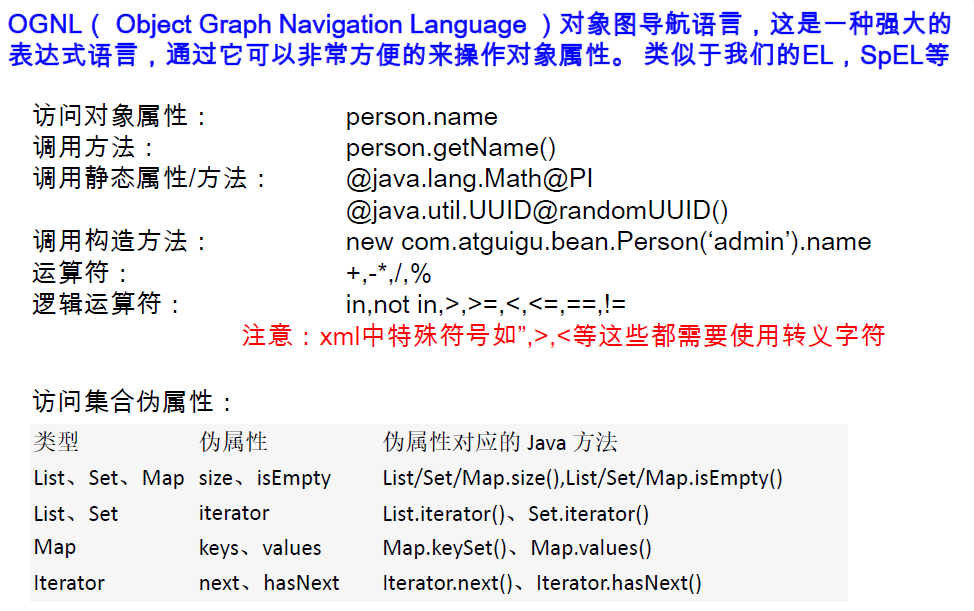 OGNL（ Object Graph Navigation Language ）对象图导航语言，这是一种强大的
表达式语言，通过它可以非常方便的来操作对象属性。 类似于我们的EL，SpEL等
访问对象属性： person.name
调用方法： person.getName()
调用静态属性/方法： @java.lang.Math@PI
@java.util.UUID@randomUUID()
调用构造方法： new com.atguigu.bean.Person(‘admin’).name
运算符： +,-*,/,%
逻辑运算符： in,not in,>,>=,<,<=,==,!=
注意：xml中特殊符号如”,>,<等这些都需要使用转义字符
访问集合伪属性：
类型 伪属性 伪属性对应的 Java 方法
List、Set、Map size、isEmpty List/Set/Map.size(),List/Set/Map.isEmpty()
List、Set iterator List.iterator()、Set.iterator()
Map keys、values Map.keySet()、Map.values()
Iterator next、hasNext Iterator.next()、Iterator.hasNext()